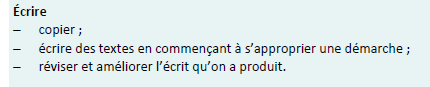 Écrire
– copier ;
– écrire des textes en commençant à s’approprier une démarche ;
– réviser et améliorer l’écrit qu’on a produit.